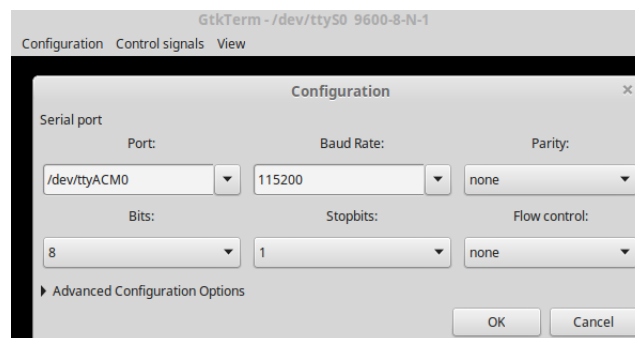 GtkTerm - /dev/ttyS0 9600-8-N-1
Configuration Control signals View
Configuration ×
Serial port
Port: Baud Rate: Parity:
/dev/ttyACM0 115200 none
Bits: Stopbits: Flow control:
8 1 none
Advanced Configuration Options
OK Cancel